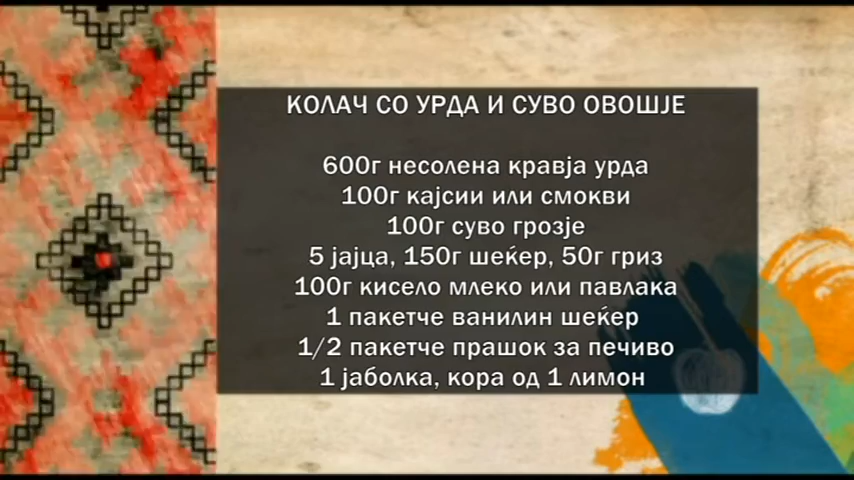 КОЛАЧ СО УРДА И СУВО ОВОШЈЕ
600г несолена кравја урда
100г кајсии или смокви
100г суво грозје
5 јајца, 150г шеќер, 50г гриз
100г кисело млеко или павлака
1 пакетче ванилин шеќер
1/2 пакетче прашок за печиво
1 јаболка, кора од 1 лимон